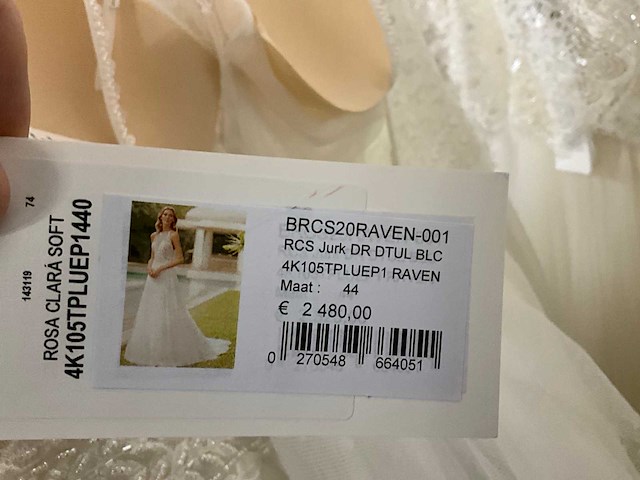 74
143119
ROSA CLARÁ SOFT
4K105TPLUEP1440
BRCS20RAVEN-001
RCS Jurk DR DTUL BLC
4K105TPLUEP1 RAVEN
Maat : 44
€ 2 480,00
0 270548 664051